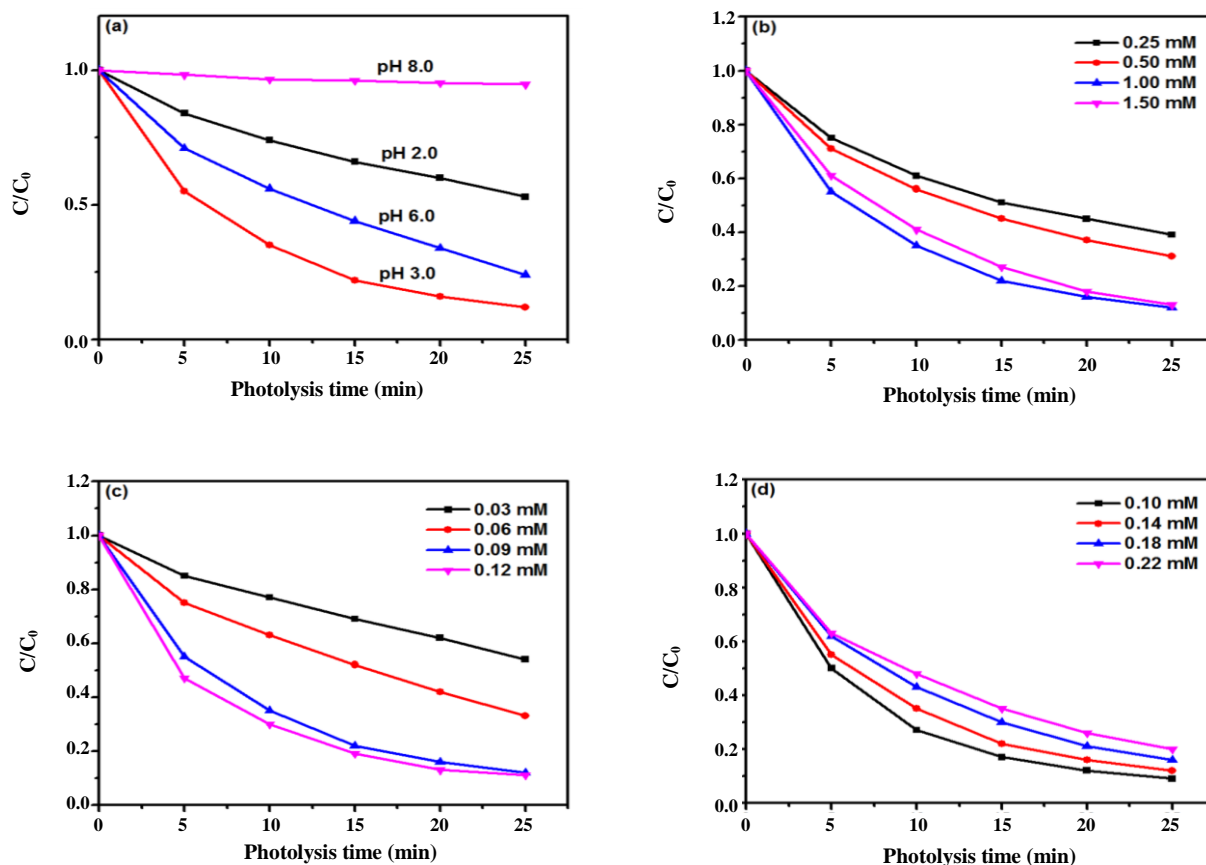 (a)
pH 8.0
pH 2.0
pH 6.0
pH 3.0
1.0
0.5
0.0
0 5 10 15 20 25
C/C0
Photolysis time (min)
(b)
0.25 mM
0.50 mM
1.00 mM
1.50 mM
1.2
1.0
0.8
0.6
0.4
0.2
0.0
0 5 10 15 20 25
C/C0
Photolysis time (min)
(c)
0.03 mM
0.06 mM
0.09 mM
0.12 mM
1.2
1.0
0.8
0.6
0.4
0.2
0.0
0 5 10 15 20 25
C/C0
Photolysis time (min)
(d)
0.10 mM
0.14 mM
0.18 mM
0.22 mM
1.2
1.0
0.8
0.6
0.4
0.2
0.0
0 5 10 15 20 25
C/C0
Photolysis time (min)